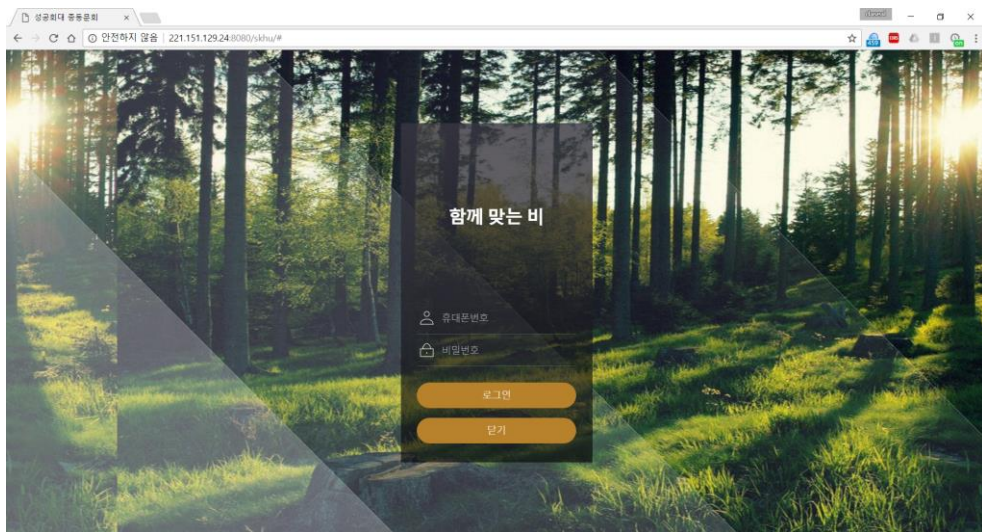 성공회대 총동문회
안전하지 않음 221.151.129.24:8080/skhu/#
함께 맞는 비
휴대폰번호
비밀번호
로그인
닫기